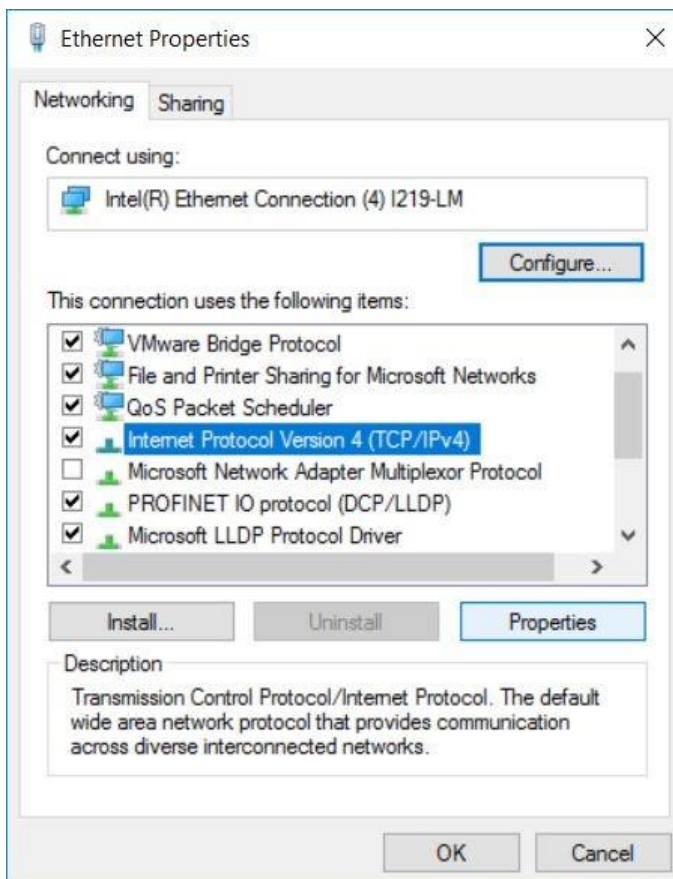 Ethernet Properties
Networking Sharing
Connect using:
Intel(R) Ethernet Connection (4) I219-LM
Configure...
This connection uses the following items:
VMware Bridge Protocol
File and Printer Sharing for Microsoft Networks
QoS Packet Scheduler
Internet Protocol Version 4 (TCP/IPv4)
Microsoft Network Adapter Multiplexor Protocol
PROFINET IO protocol (DCP/LLDP)
Microsoft LLDP Protocol Driver
Install... Uninstall Properties
Description
Transmission Control Protocol/Internet Protocol. The default
wide area network protocol that provides communication
across diverse interconnected networks.
OK Cancel